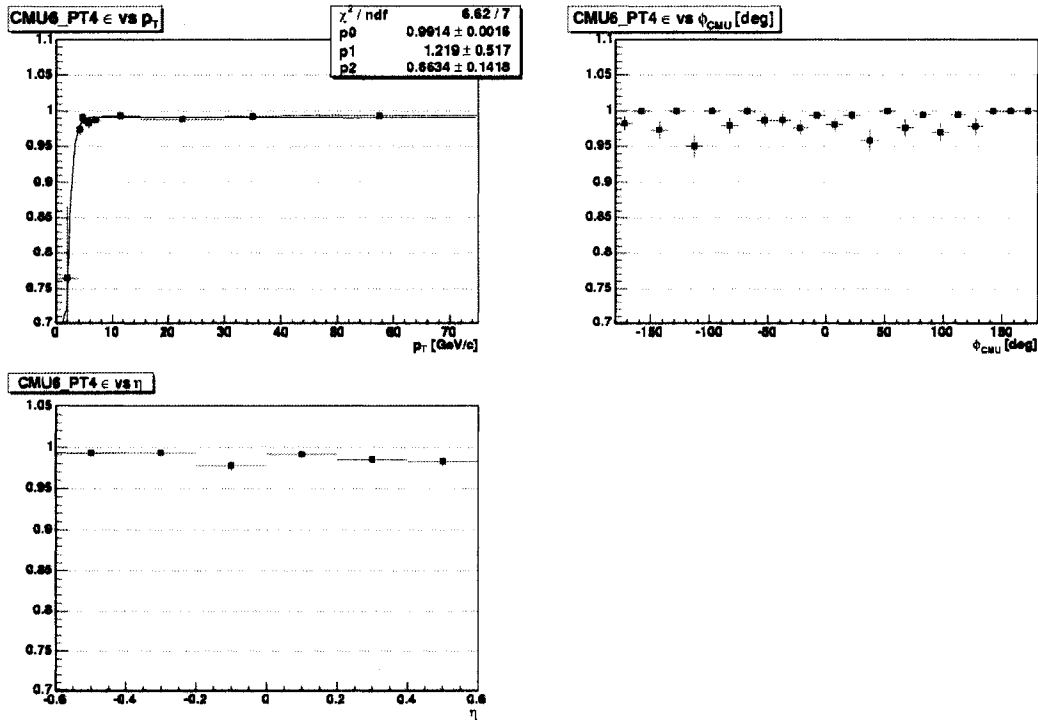 CMU6_PT4 ∈ vs p_T
χ² / ndf 6.62 / 7
p0 0.9914 ± 0.0016
p1 1.219 ± 0.517
p2 0.6634 ± 0.1418
1.1
1.05
1
0.95
0.9
0.85
0.8
0.75
0.7
0 10 20 30 40 50 60 70
p_T [GeV/c]
CMU6_PT4 ∈ vs φ_CMU [deg]
1.1
1.05
1
0.95
0.9
0.85
0.8
0.75
0.7
-150 -100 -50 0 50 100 150
φ_CMU [deg]
CMU6_PT4 ∈ vs η
1.05
1
0.95
0.9
0.85
0.8
0.75
0.7
-0.6 -0.4 -0.2 0 0.2 0.4 0.6
η